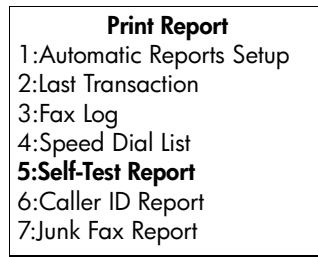 Print Report
1:Automatic Reports Setup
2:Last Transaction
3:Fax Log
4:Speed Dial List
5:Self-Test Report
6:Caller ID Report
7:Junk Fax Report